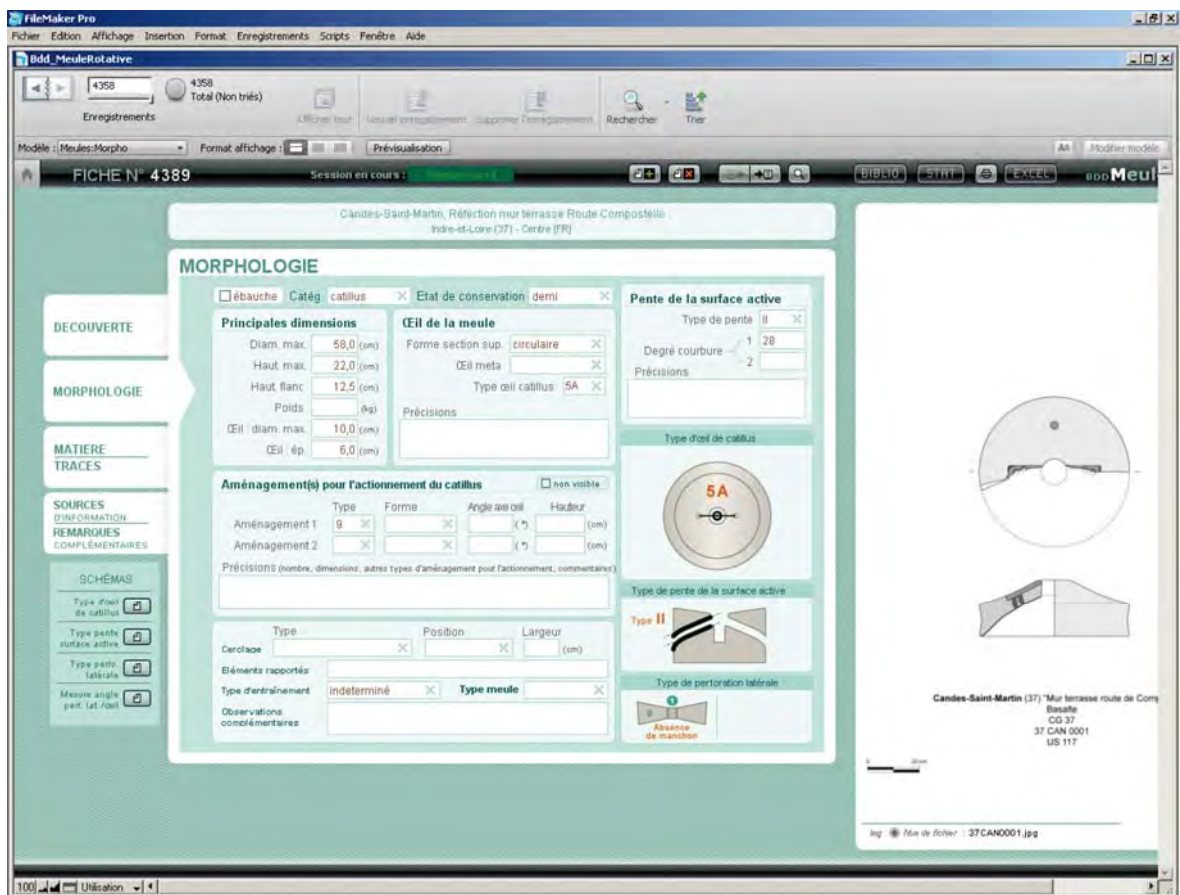 FileMaker Pro
Fichier Edition Affichage Insertion Format Enregistrements Scripts Fenêtre Aide
Bdd_MeuleRotative
4358
4358
Total (Non triés)
Enregistrements
Afficher tout Nouvel enregistrement Supprimer l'enregistrement Rechercher Trier
Modèle : Meules:Morpho Format affichage : Prévisualisation Modifier modèle
FICHE N° 4389 Session en cours : BIBLIO STAT EXCEL BDDMeul
Candes-Saint-Martin, Réfection mur terrasse Route Compostelle
Indre-et-Loire (37) - Centre [FR]
MORPHOLOGIE
DECOUVERTE
MORPHOLOGIE
MATIERE
TRACES
SOURCES
D'INFORMATION
REMARQUES
COMPLÉMENTAIRES
SCHÉMAS
Type d'oeil
de catillus
Type pente
surface active
Type perfo.
latérale
Mesure angle
perf. lat./œil
ébauche Catég. catillus Etat de conservation demi
Principales dimensions
Diam. max. 58,0 (cm)
Haut. max. 22,0 (cm)
Haut. flanc 12,5 (cm)
Poids (kg)
Œil : diam. max. 10,0 (cm)
Œil : ép. 6,0 (cm)
Œil de la meule
Forme section sup. circulaire
Œil meta
Type œil catillus 5A
Précisions
Pente de la surface active
Type de pente II
Degré courbure 1 28
2
Précisions
Aménagement(s) pour l'actionnement du catillus non visible
Type Forme Angle axe œil Hauteur
Aménagement 1 9 (°) (cm)
Aménagement 2 (°) (cm)
Précisions (nombre, dimensions, autres types d'aménagement pour l'actionnement, commentaires)
Type Position Largeur
Cerclage (cm)
Eléments rapportés
Type d'entraînement indeterminé Type meule
Observations
complémentaires
Type d'œil de catillus
5A
Type de pente de la surface active
Type II
Type de perforation latérale
1
9
Absence
de manchon
Candes-Saint-Martin (37) "Mur terrasse route de Comp
Basalte
CG 37
37 CAN 0001
US 117
0
Img Nom de fichier : 37CAN0001.jpg
100 Utilisation